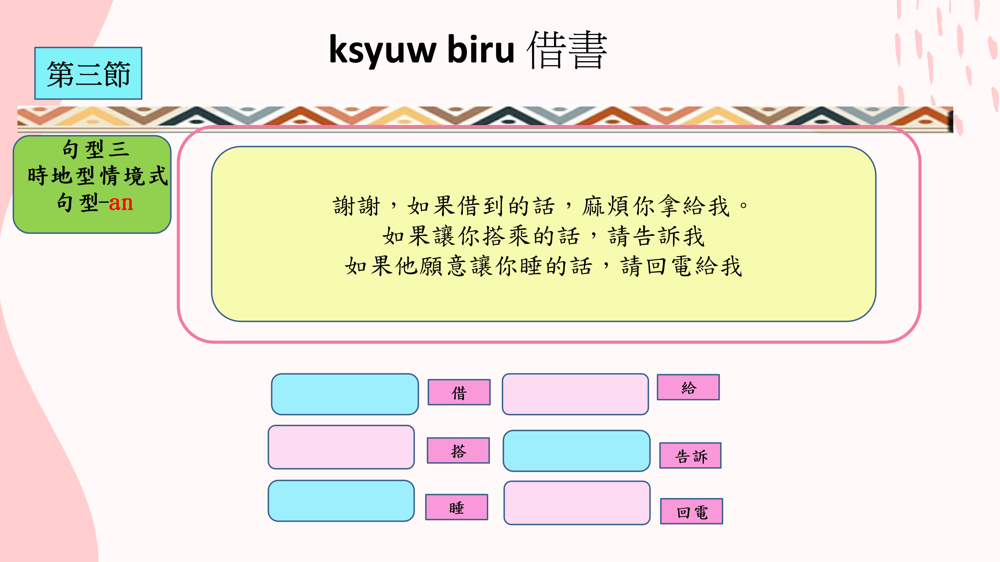 ksyuw biru 借書
第三節
句型三
時地型情境式
句型-an
謝謝，如果借到的話，麻煩你拿給我。
如果讓你搭乘的話，請告訴我
如果他願意讓你睡的話，請回電給我
借
給
搭
告訴
睡
回電